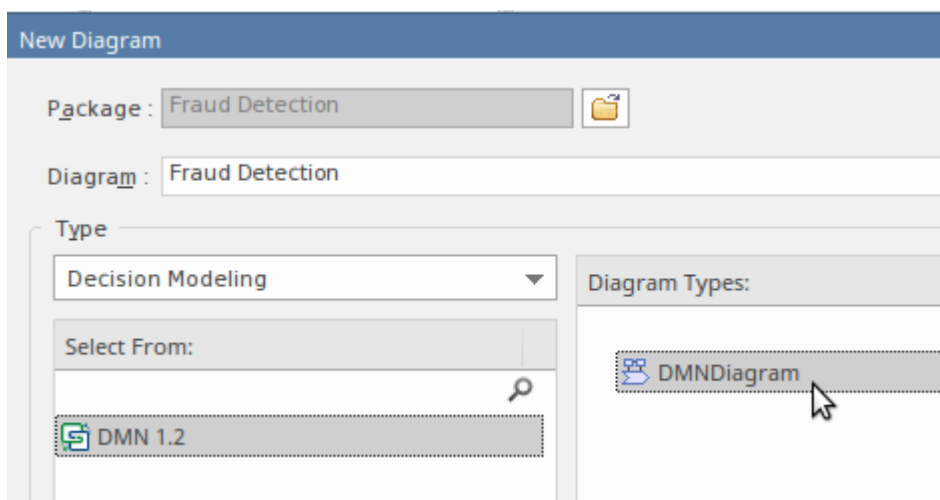 New Diagram
Package : Fraud Detection
Diagram : Fraud Detection
Type
Decision Modeling
Diagram Types:
Select From:
DMNDiagram
DMN 1.2